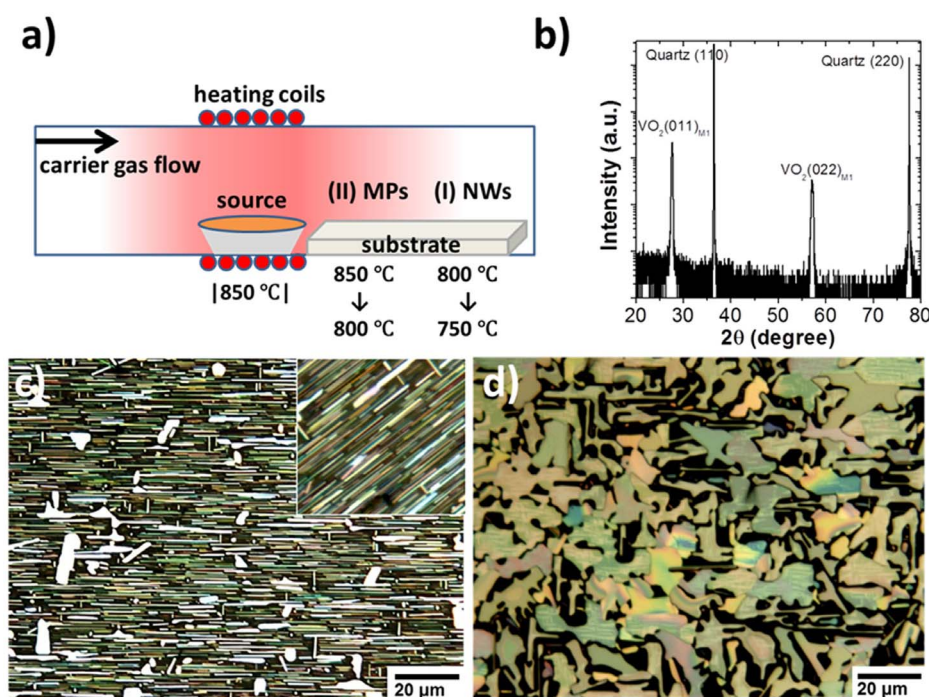 a)
heating coils
carrier gas flow
source
(II) MPs
(I) NWs
substrate
|850 ℃|
850 ℃
↓
800 ℃
800 ℃
↓
750 ℃
b)
Intensity (a.u.)
Quartz (110)
Quartz (220)
VO₂(011)M1
VO₂(022)M1
20 30 40 50 60 70 80
2θ (degree)
c)
20 µm
d)
20 µm